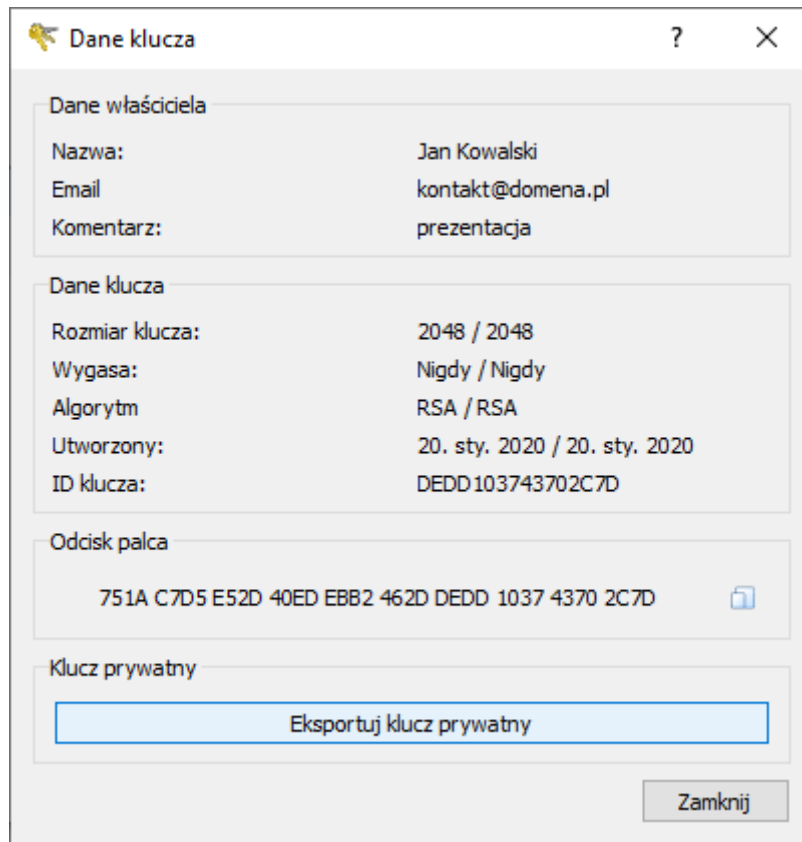 Dane klucza
Dane właściciela
Nazwa: Jan Kowalski
Email kontakt@domena.pl
Komentarz: prezentacja
Dane klucza
Rozmiar klucza: 2048 / 2048
Wygasa: Nigdy / Nigdy
Algorytm RSA / RSA
Utworzony: 20. sty. 2020 / 20. sty. 2020
ID klucza: DEDD103743702C7D
Odcisk palca
751A C7D5 E52D 40ED EBB2 462D DEDD 1037 4370 2C7D
Klucz prywatny
Eksportuj klucz prywatny
Zamknij